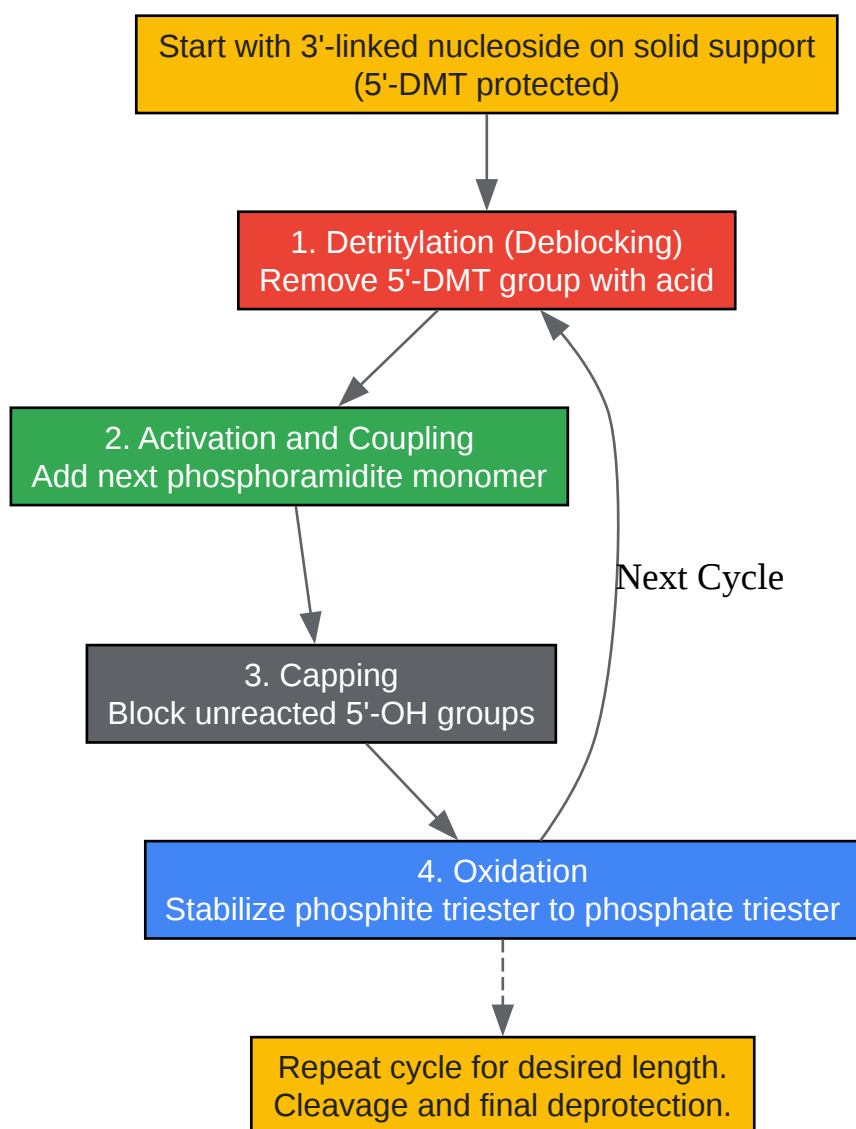 Start with 3'-linked nucleoside on solid support
(5'-DMT protected)
1. Detritylation (Deblocking)
Remove 5'-DMT group with acid
2. Activation and Coupling
Add next phosphoramidite monomer
Next Cycle
3. Capping
Block unreacted 5'-OH groups
4. Oxidation
Stabilize phosphite triester to phosphate triester
Repeat cycle for desired length.
Cleavage and final deprotection.